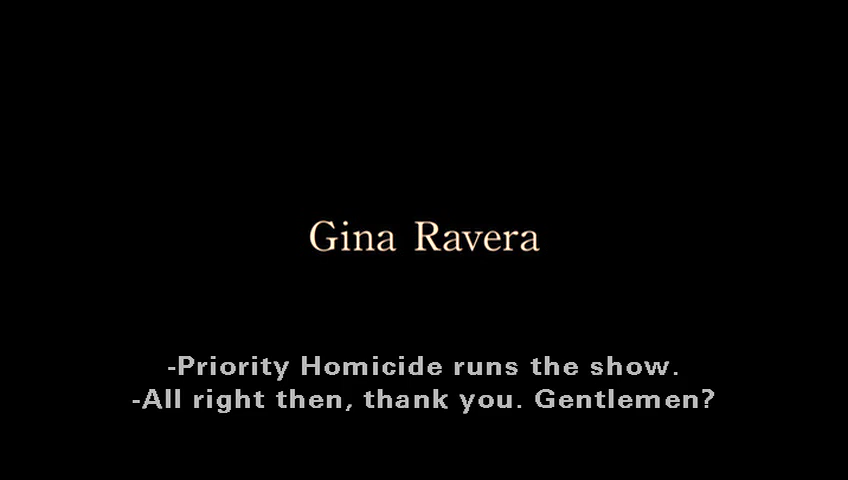 Gina Ravera
-Priority Homicide runs the show.
-All right then, thank you. Gentlemen?